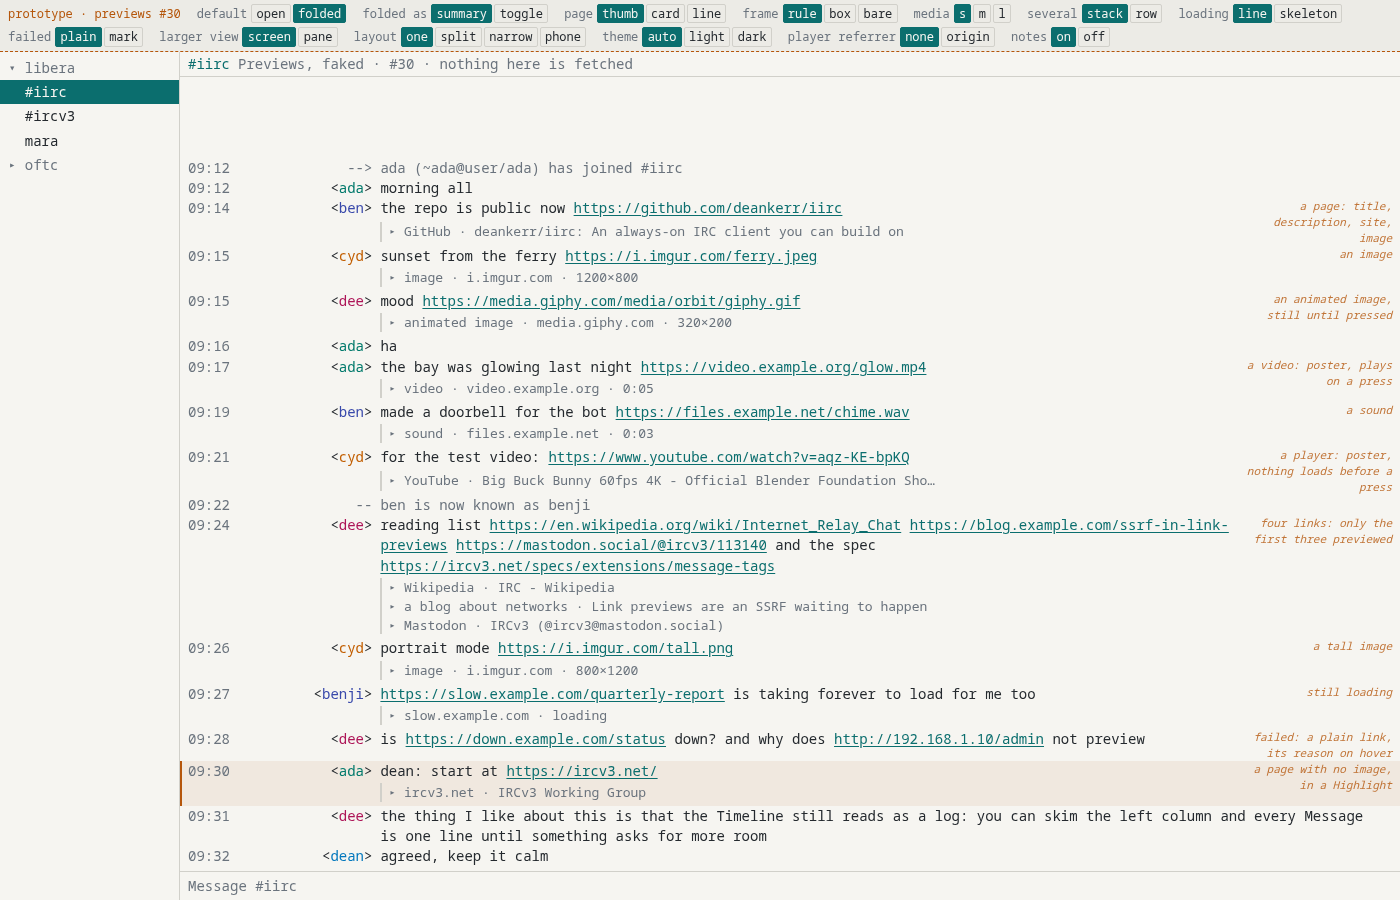 prototype · previews #30 default open folded folded as summary toggle page thumb card line frame rule box bare media s m l several stack row loading line skeleton
failed plain mark larger view screen pane layout one split narrow phone theme auto light dark player referrer none origin notes on off
▾ libera
#iirc
#ircv3
mara
▸ oftc
#iirc Previews, faked · #30 · nothing here is fetched
09:12 --> ada (~ada@user/ada) has joined #iirc
09:12 <ada> morning all
09:14 <ben> the repo is public now https://github.com/deankerr/iirc
a page: title,
description, site,
image
▸ GitHub · deankerr/iirc: An always-on IRC client you can build on
09:15 <cyd> sunset from the ferry https://i.imgur.com/ferry.jpeg
an image
▸ image · i.imgur.com · 1200×800
09:15 <dee> mood https://media.giphy.com/media/orbit/giphy.gif
an animated image,
still until pressed
▸ animated image · media.giphy.com · 320×200
09:16 <ada> ha
09:17 <ada> the bay was glowing last night https://video.example.org/glow.mp4
a video: poster, plays
on a press
▸ video · video.example.org · 0:05
09:19 <ben> made a doorbell for the bot https://files.example.net/chime.wav
a sound
▸ sound · files.example.net · 0:03
09:21 <cyd> for the test video: https://www.youtube.com/watch?v=aqz-KE-bpKQ
a player: poster,
nothing loads before a
press
▸ YouTube · Big Buck Bunny 60fps 4K - Official Blender Foundation Sho…
09:22 -- ben is now known as benji
09:24 <dee> reading list https://en.wikipedia.org/wiki/Internet_Relay_Chat https://blog.example.com/ssrf-in-link-
previews https://mastodon.social/@ircv3/113140 and the spec
https://ircv3.net/specs/extensions/message-tags
four links: only the
first three previewed
▸ Wikipedia · IRC - Wikipedia
▸ a blog about networks · Link previews are an SSRF waiting to happen
▸ Mastodon · IRCv3 (@ircv3@mastodon.social)
09:26 <cyd> portrait mode https://i.imgur.com/tall.png
a tall image
▸ image · i.imgur.com · 800×1200
09:27 <benji> https://slow.example.com/quarterly-report is taking forever to load for me too
still loading
▸ slow.example.com · loading
09:28 <dee> is https://down.example.com/status down? and why does http://192.168.1.10/admin not preview
failed: a plain link,
its reason on hover
09:30 <ada> dean: start at https://ircv3.net/
a page with no image,
in a Highlight
▸ ircv3.net · IRCv3 Working Group
09:31 <dee> the thing I like about this is that the Timeline still reads as a log: you can skim the left column and every Message
is one line until something asks for more room
09:32 <dean> agreed, keep it calm
Message #iirc